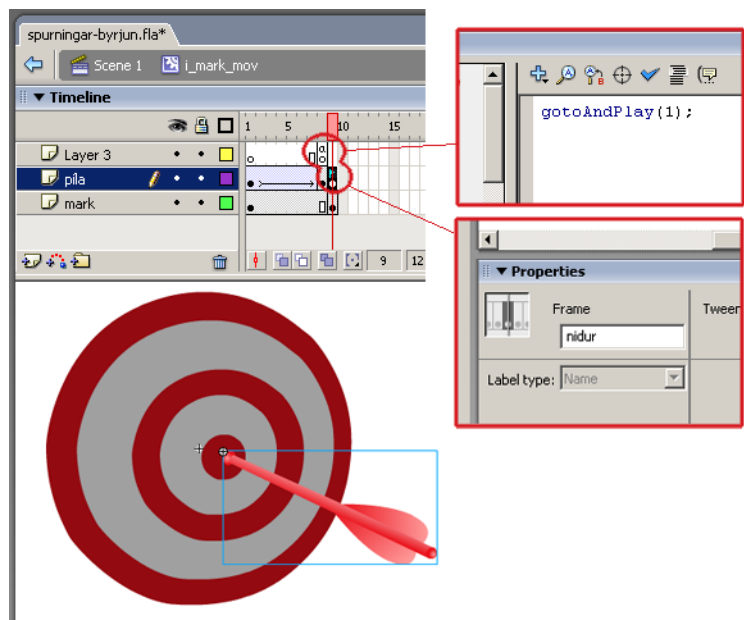 spurningar-byrjun.fla*
Scene 1 i_mark_mov
Timeline
1 5 10 15
Layer 3
a
píla
mark
9 12
gotoAndPlay(1);
Properties
Frame Tween
nidur
Label type: Name